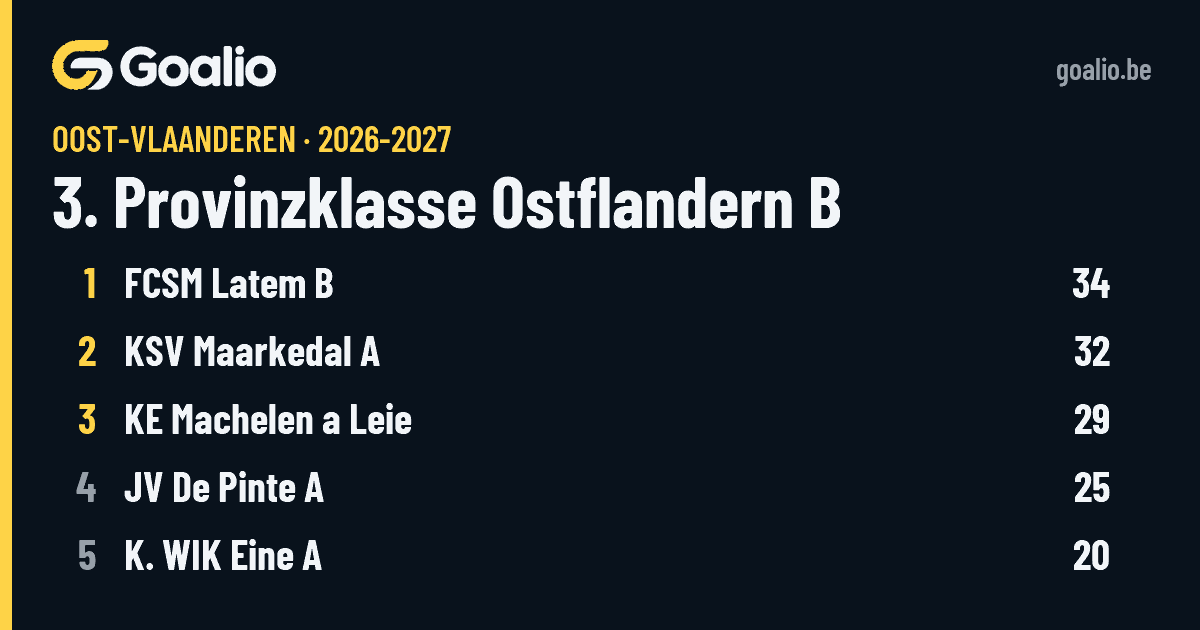 Goalio goalio.be
OOST-VLAANDEREN · 2026-2027
3. Provinzklasse Ostflandern B
1 FCSM Latem B 34
2 KSV Maarkedal A 32
3 KE Machelen a Leie 29
4 JV De Pinte A 25
5 K. WIK Eine A 20